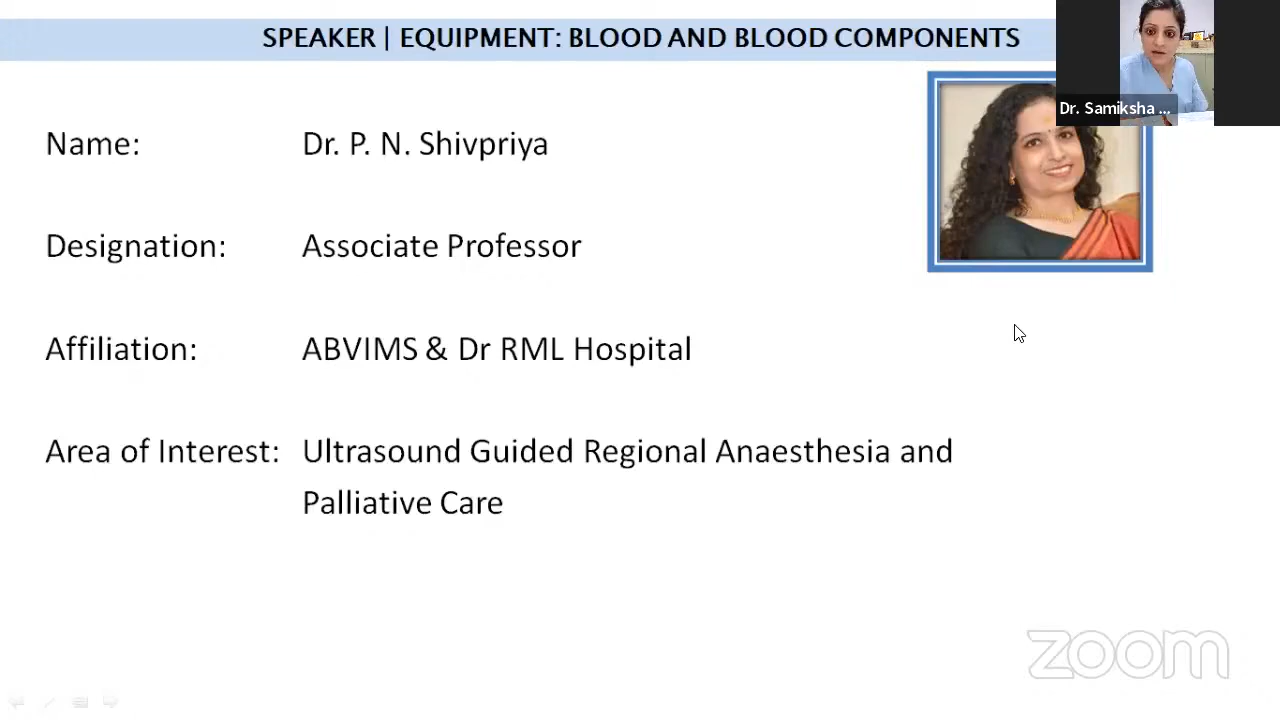 SPEAKER | EQUIPMENT: BLOOD AND BLOOD COMPONENTS
Dr. Samiksha ...
Name: Dr. P. N. Shivpriya
Designation: Associate Professor
Affiliation: ABVIMS & Dr RML Hospital
Area of Interest: Ultrasound Guided Regional Anaesthesia and
Palliative Care
zoom